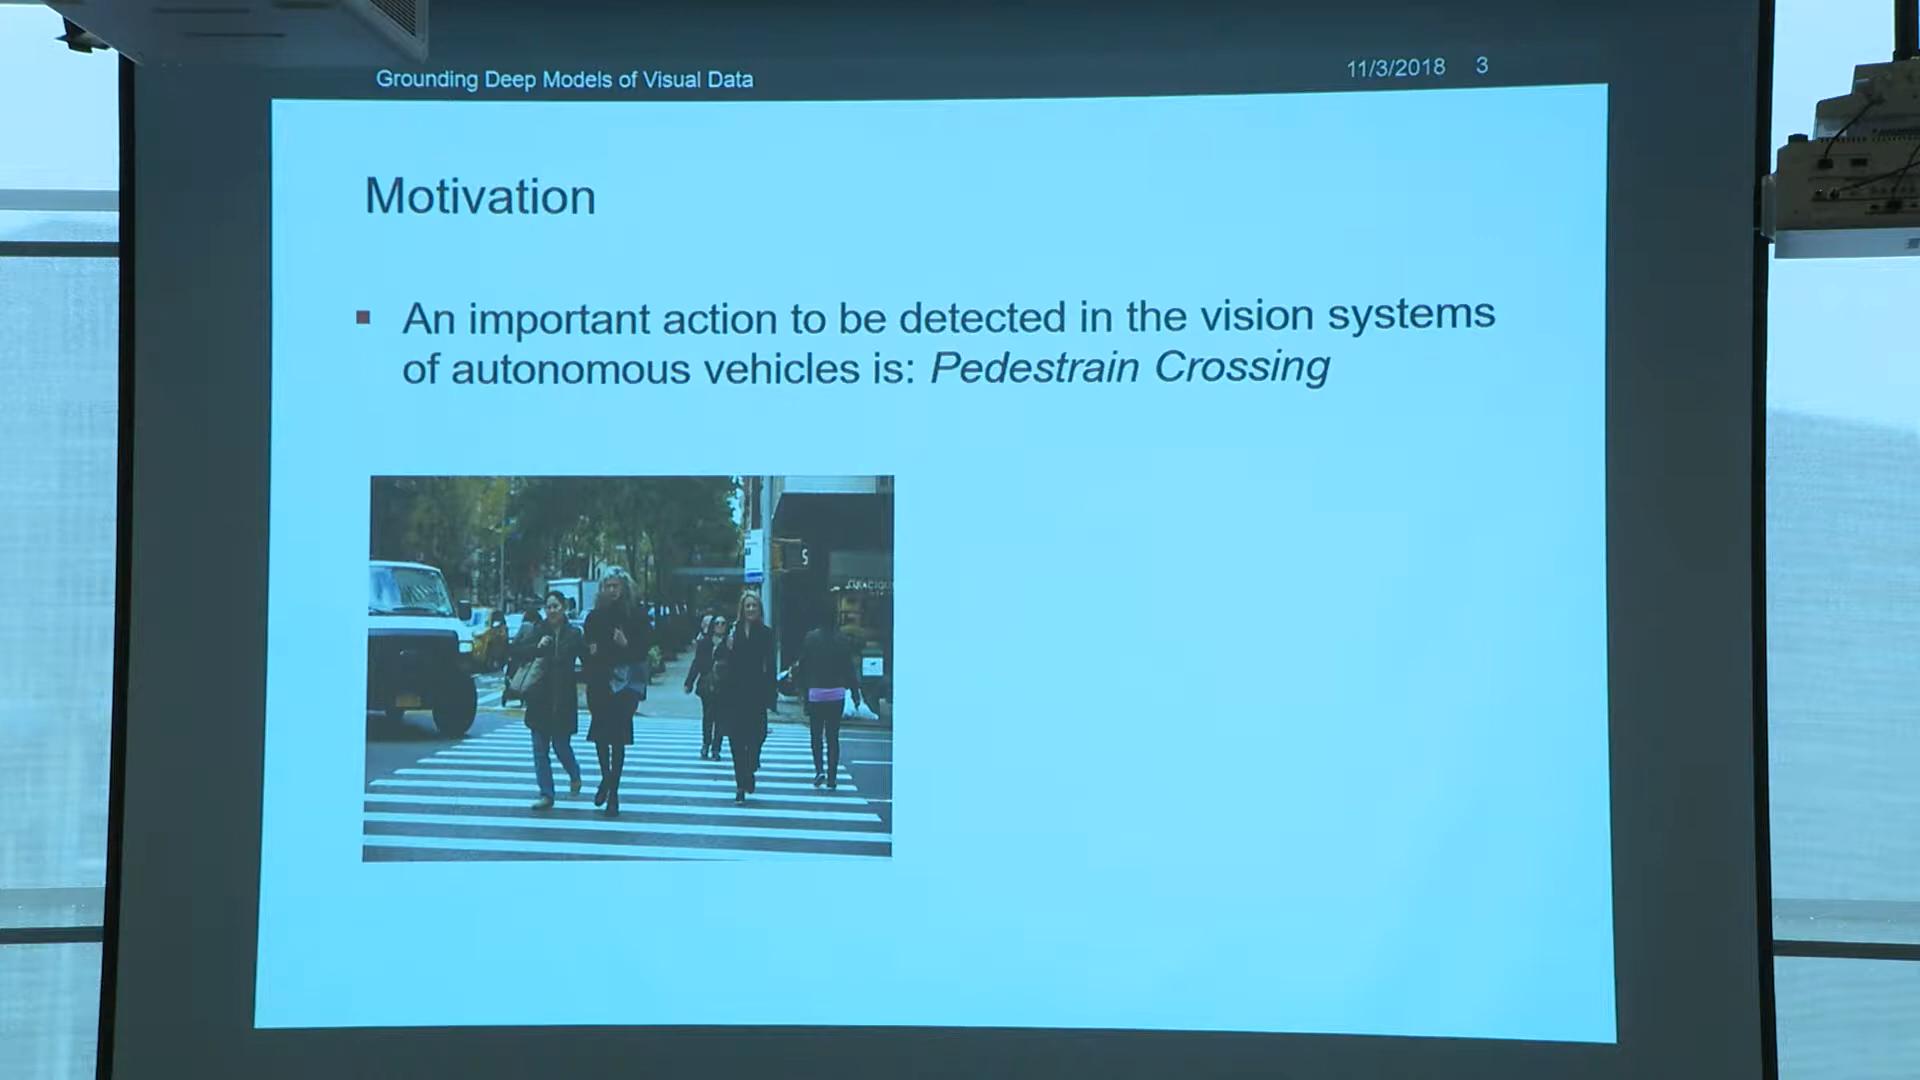 Grounding Deep Models of Visual Data
11/3/2018 3
Motivation
▪ An important action to be detected in the vision systems
of autonomous vehicles is: Pedestrain Crossing